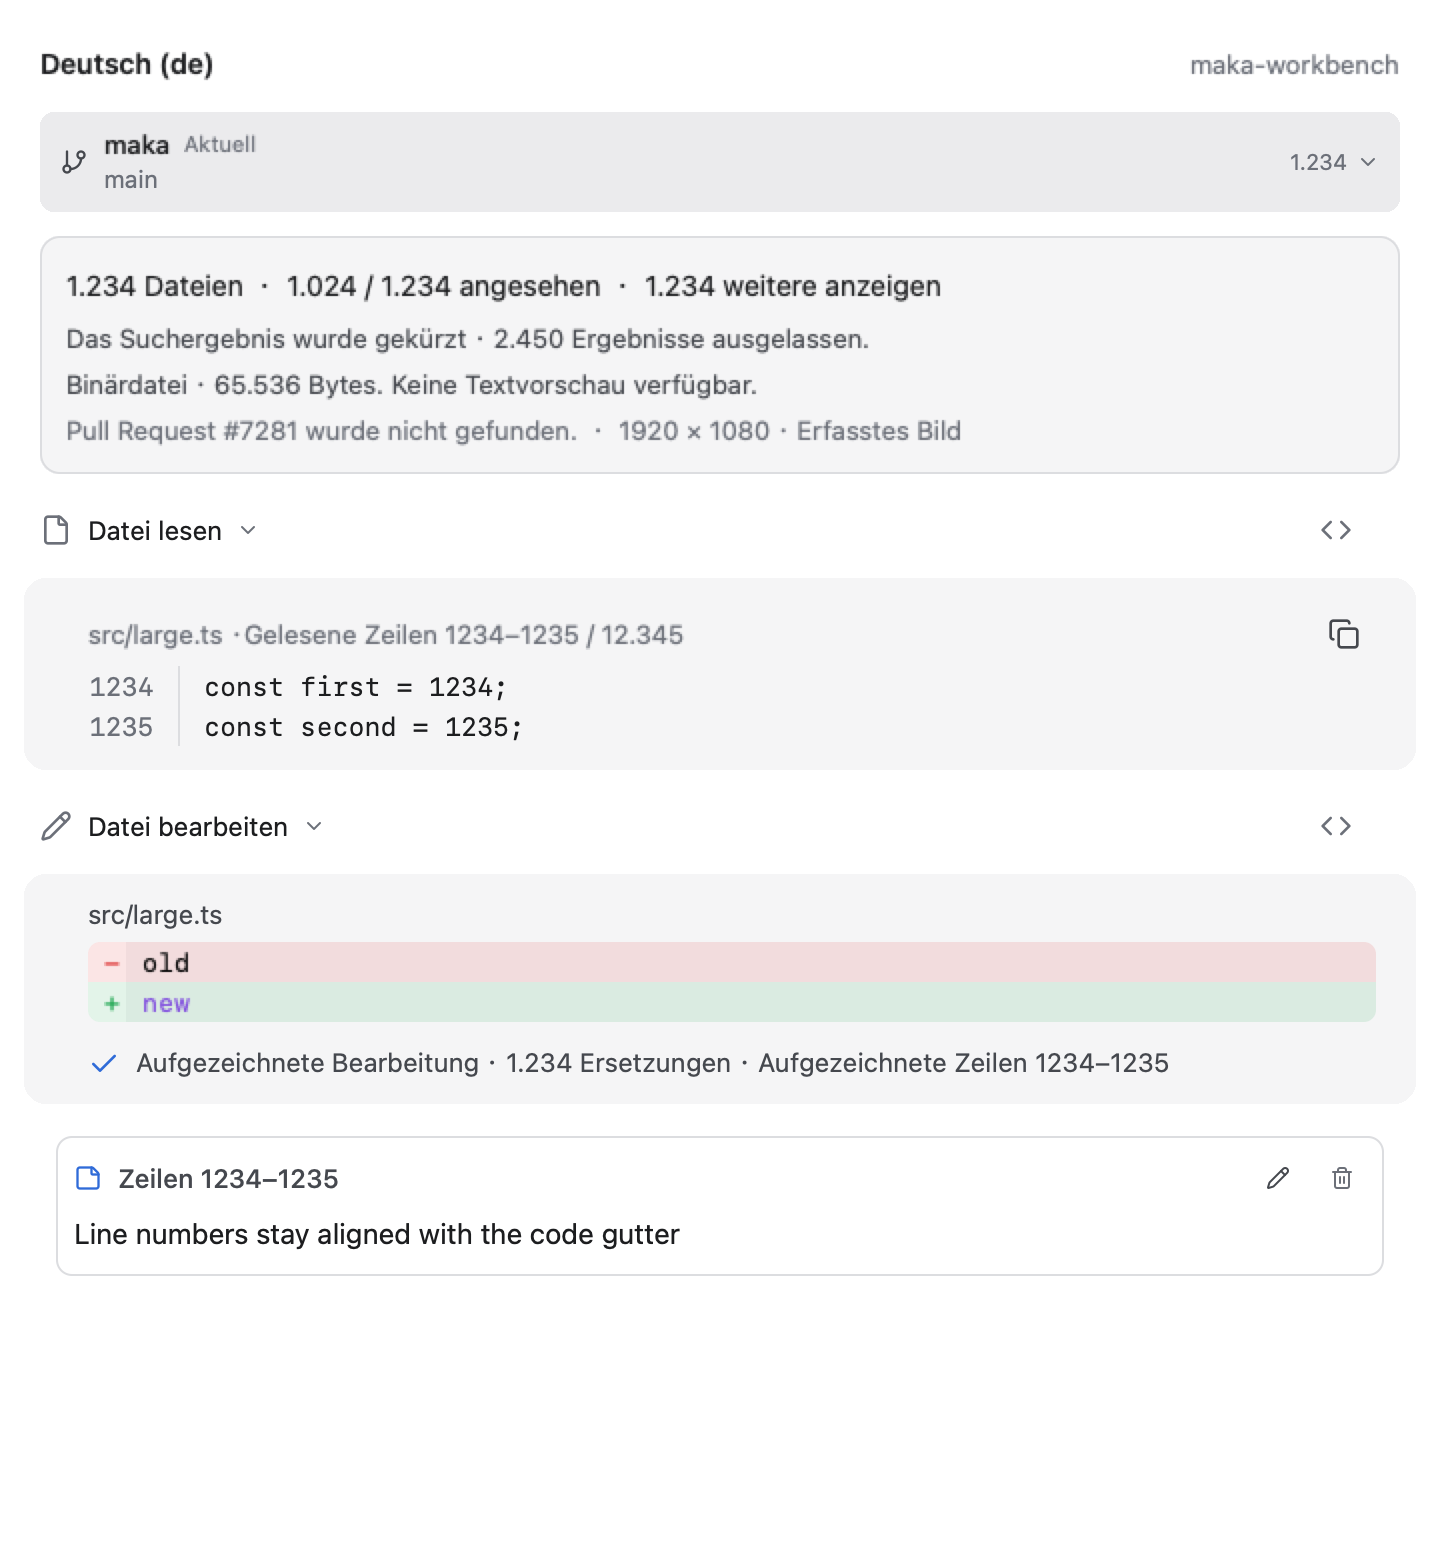 Deutsch (de)
maka-workbench
maka Aktuell
main
1.234
1.234 Dateien · 1.024 / 1.234 angesehen · 1.234 weitere anzeigen
Das Suchergebnis wurde gekürzt · 2.450 Ergebnisse ausgelassen.
Binärdatei · 65.536 Bytes. Keine Textvorschau verfügbar.
Pull Request #7281 wurde nicht gefunden. · 1920 × 1080 · Erfasstes Bild
Datei lesen
src/large.ts · Gelesene Zeilen 1234–1235 / 12.345
1234 const first = 1234;
1235 const second = 1235;
Datei bearbeiten
src/large.ts
− old
+ new
Aufgezeichnete Bearbeitung · 1.234 Ersetzungen · Aufgezeichnete Zeilen 1234–1235
Zeilen 1234–1235
Line numbers stay aligned with the code gutter